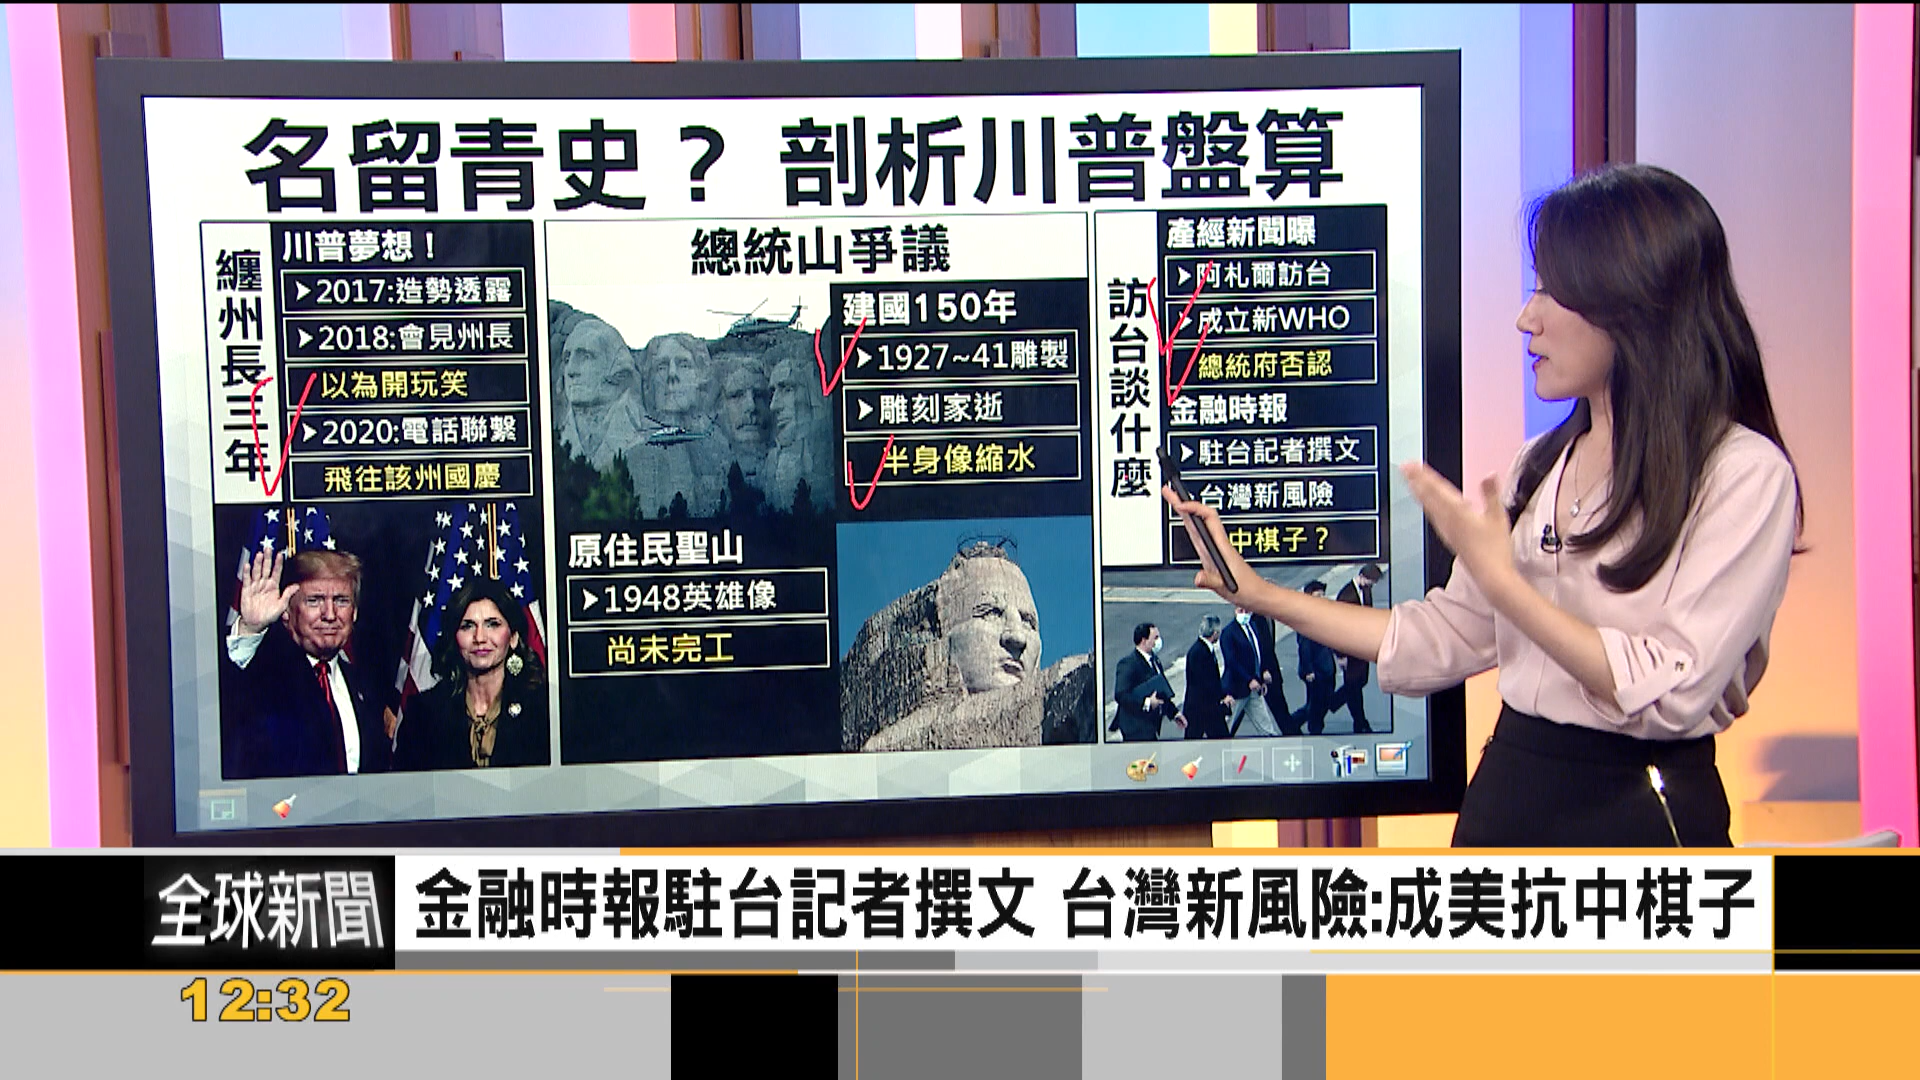 名留青史？ 剖析川普盤算
纏州長三年
川普夢想！
➤2017:造勢透露
➤2018:會見州長
以為開玩笑
➤2020:電話聯繫
飛往該州國慶
總統山爭議
建國150年
➤1927~41雕製
➤雕刻家逝
半身像縮水
原住民聖山
➤1948英雄像
尚未完工
訪台談什麼
產經新聞曝
➤阿札爾訪台
➤成立新WHO
總統府否認
金融時報
➤駐台記者撰文
➤台灣新風險
中棋子？
全球新聞
金融時報駐台記者撰文 台灣新風險:成美抗中棋子
12:32